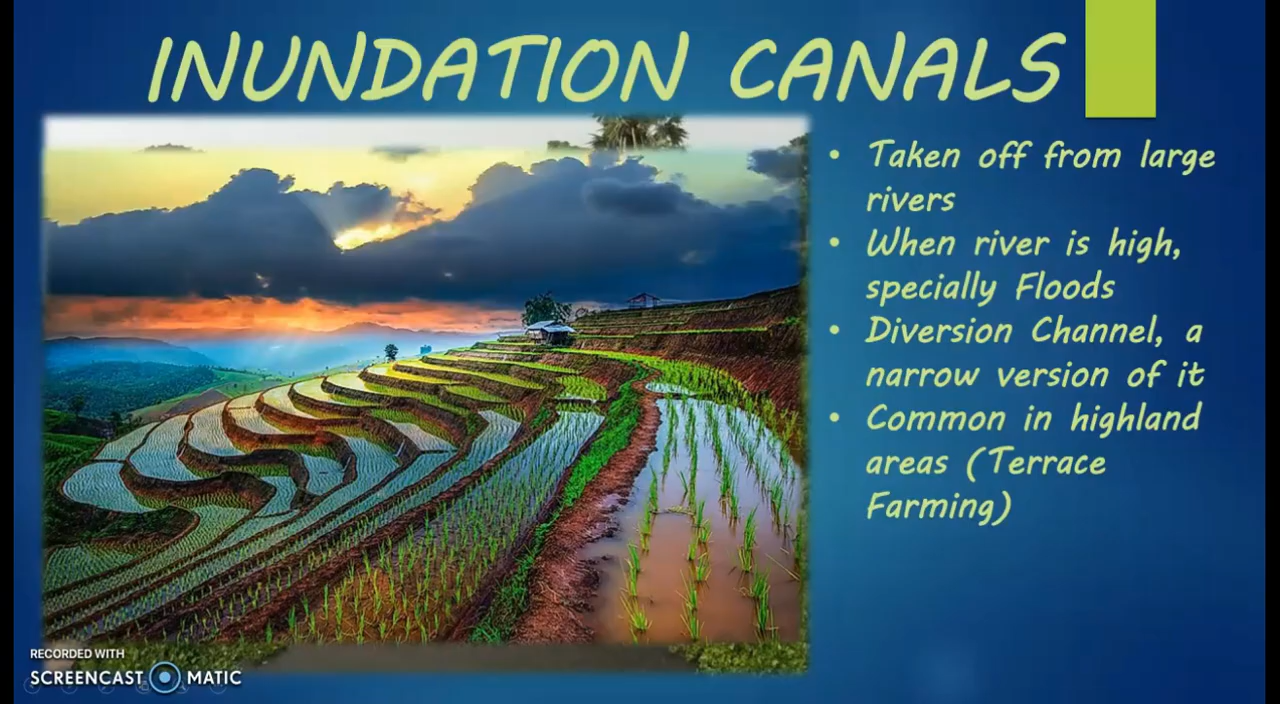 INUNDATION CANALS
• Taken off from large
rivers
• When river is high,
specially Floods
• Diversion Channel, a
narrow version of it
• Common in highland
areas (Terrace
Farming)
RECORDED WITH
SCREENCAST MATIC